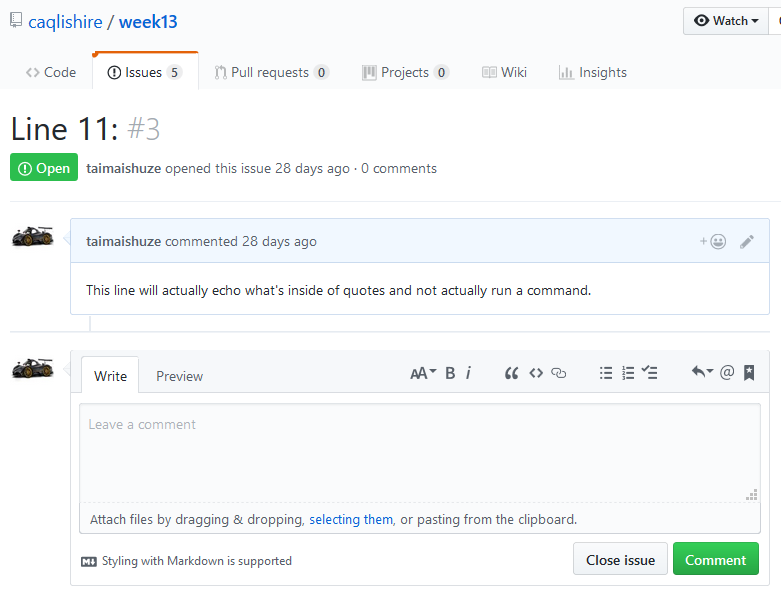 caqlishire / week13
Watch
Code
Issues 5
Pull requests 0
Projects 0
Wiki
Insights
Line 11: #3
Open
taimaishuze opened this issue 28 days ago · 0 comments
taimaishuze commented 28 days ago
This line will actually echo what's inside of quotes and not actually run a command.
Write
Preview
AA B i
Leave a comment
Attach files by dragging & dropping, selecting them, or pasting from the clipboard.
Styling with Markdown is supported
Close issue
Comment